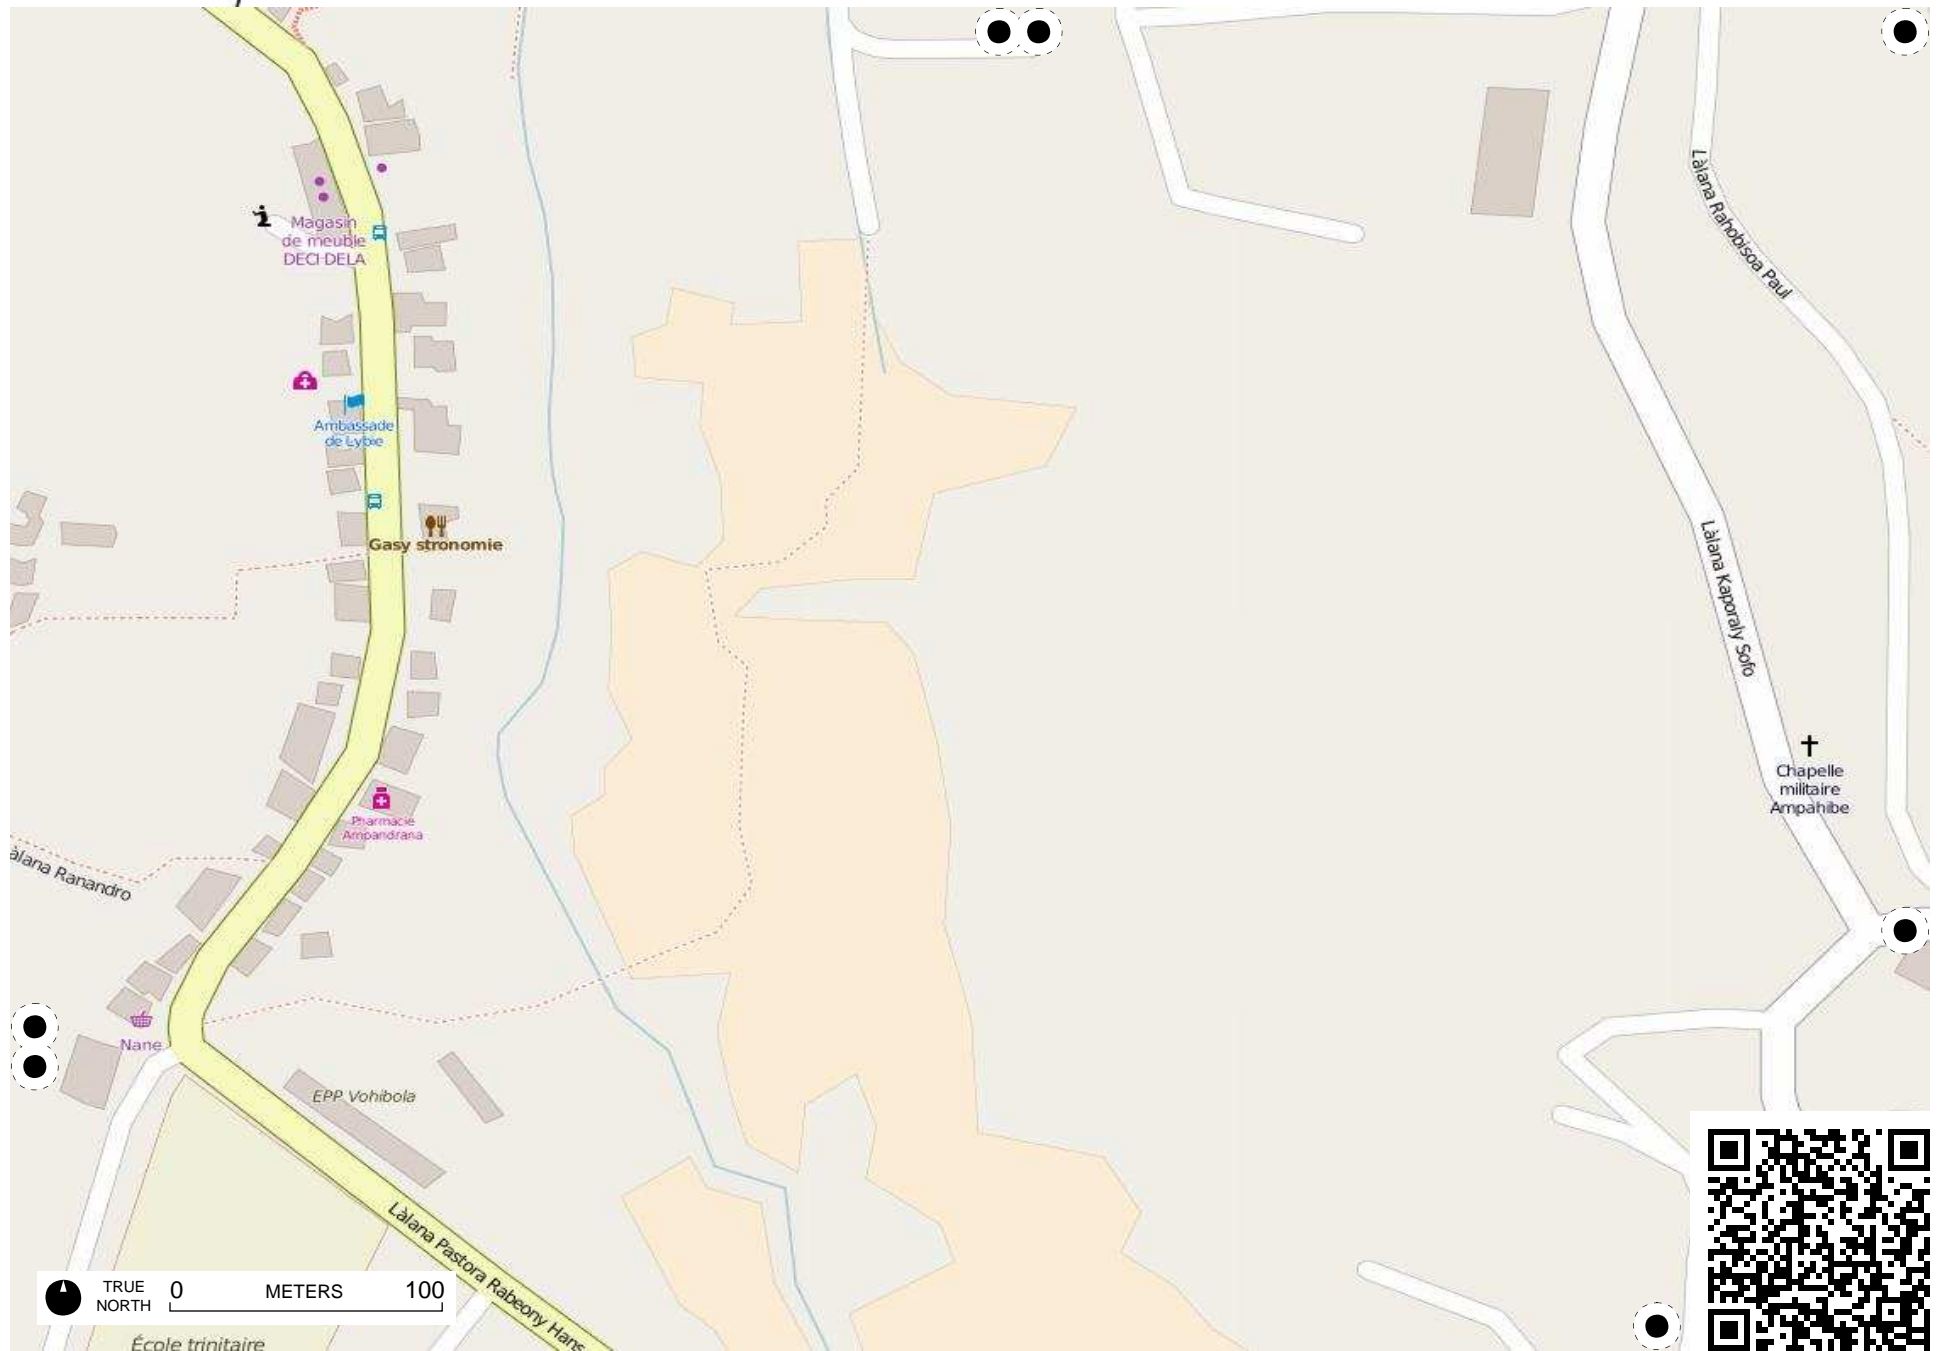 Làlana Rahobisoa Paul
Magasin
de meuble
DECI DELA
Ambassade
de Lybie
Gasy stronomie
Làlana Kaporaly Sofo
Chapelle
militaire
Ampahibe
Pharmacie
Ampandrana
àlana Ranandro
Nane
EPP Vohibola
Làlana Pastora Rabeony Hans
TRUE
NORTH
0 METERS 100
École trinitaire